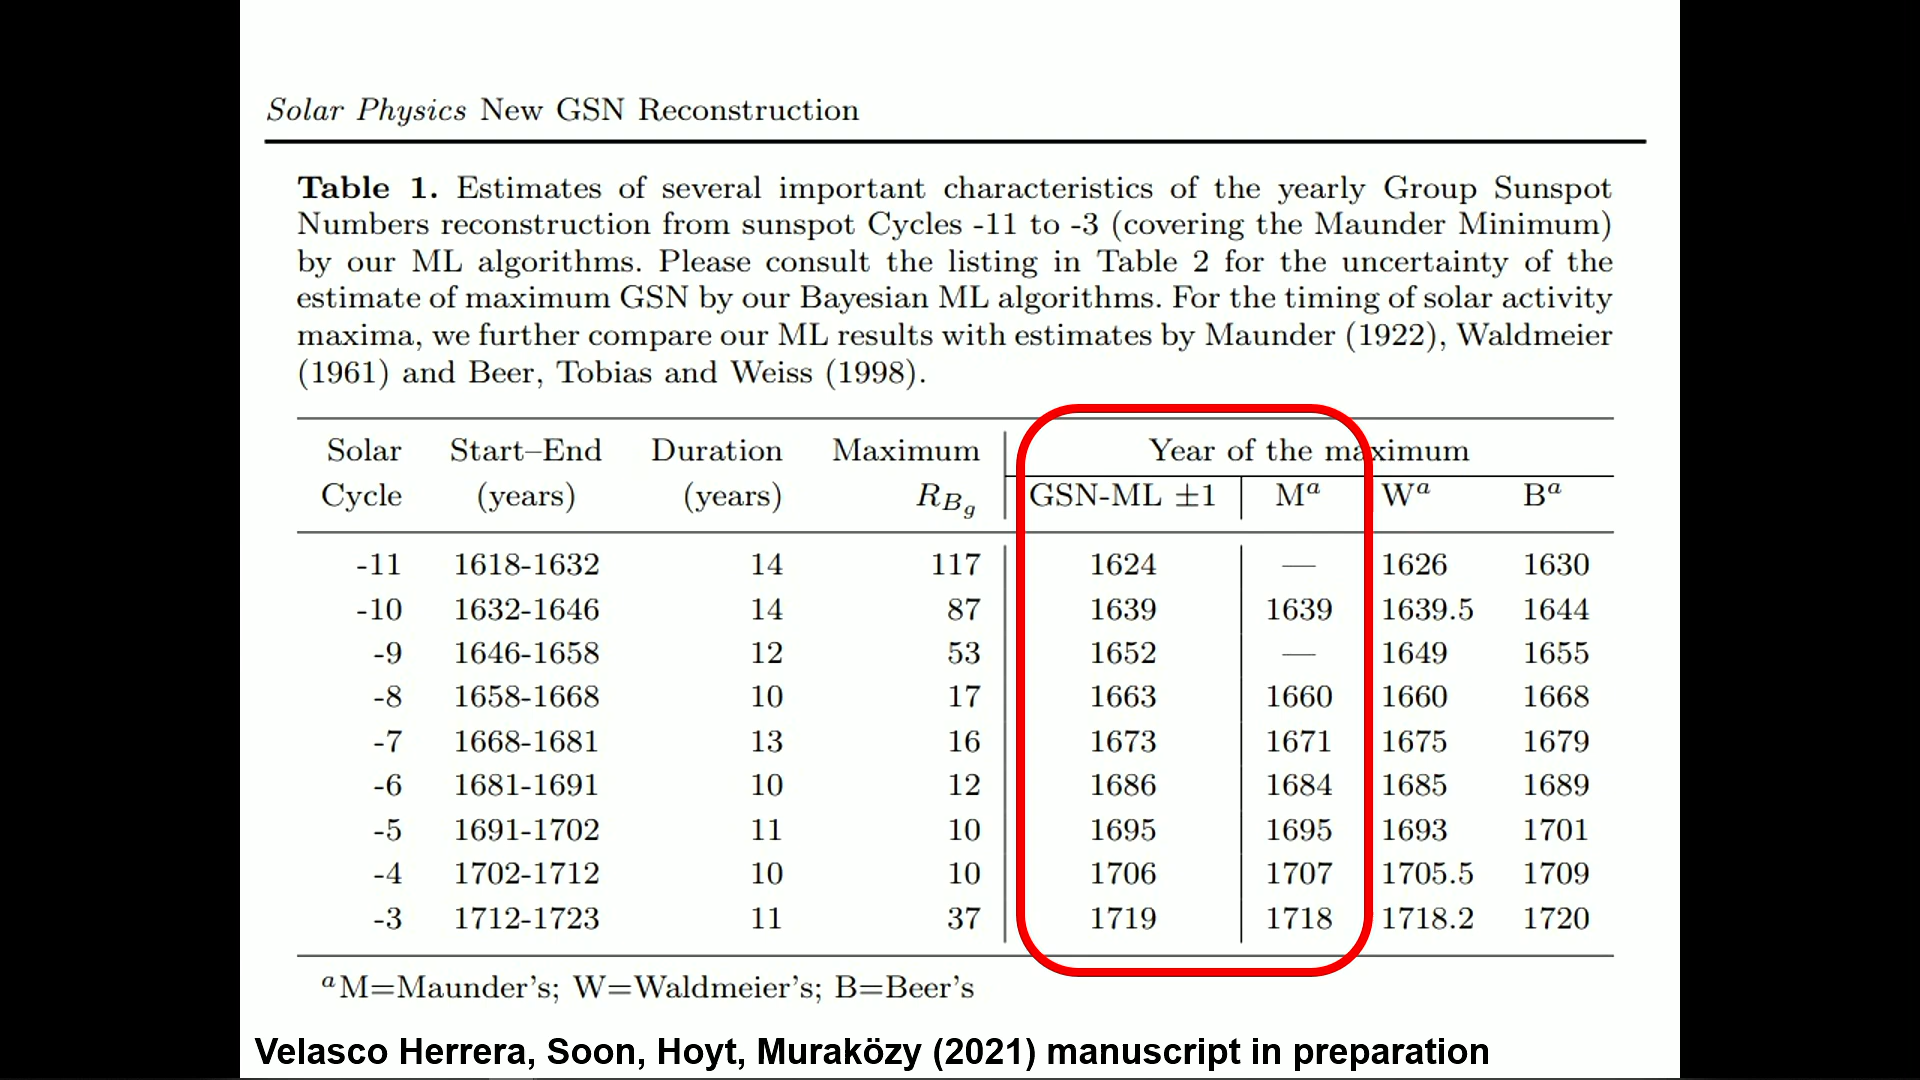 Solar Physics New GSN Reconstruction
Table 1. Estimates of several important characteristics of the yearly Group Sunspot
Numbers reconstruction from sunspot Cycles -11 to -3 (covering the Maunder Minimum)
by our ML algorithms. Please consult the listing in Table 2 for the uncertainty of the
estimate of maximum GSN by our Bayesian ML algorithms. For the timing of solar activity
maxima, we further compare our ML results with estimates by Maunder (1922), Waldmeier
(1961) and Beer, Tobias and Weiss (1998).
Solar Start–End Duration Maximum Year of the maximum
Cycle (years) (years) R_{B_g} GSN-ML ±1 M^a W^a B^a
-11 1618-1632 14 117 1624 — 1626 1630
-10 1632-1646 14 87 1639 1639 1639.5 1644
-9 1646-1658 12 53 1652 — 1649 1655
-8 1658-1668 10 17 1663 1660 1660 1668
-7 1668-1681 13 16 1673 1671 1675 1679
-6 1681-1691 10 12 1686 1684 1685 1689
-5 1691-1702 11 10 1695 1695 1693 1701
-4 1702-1712 10 10 1706 1707 1705.5 1709
-3 1712-1723 11 37 1719 1718 1718.2 1720
^a M=Maunder's; W=Waldmeier's; B=Beer's
Velasco Herrera, Soon, Hoyt, Muraközy (2021) manuscript in preparation